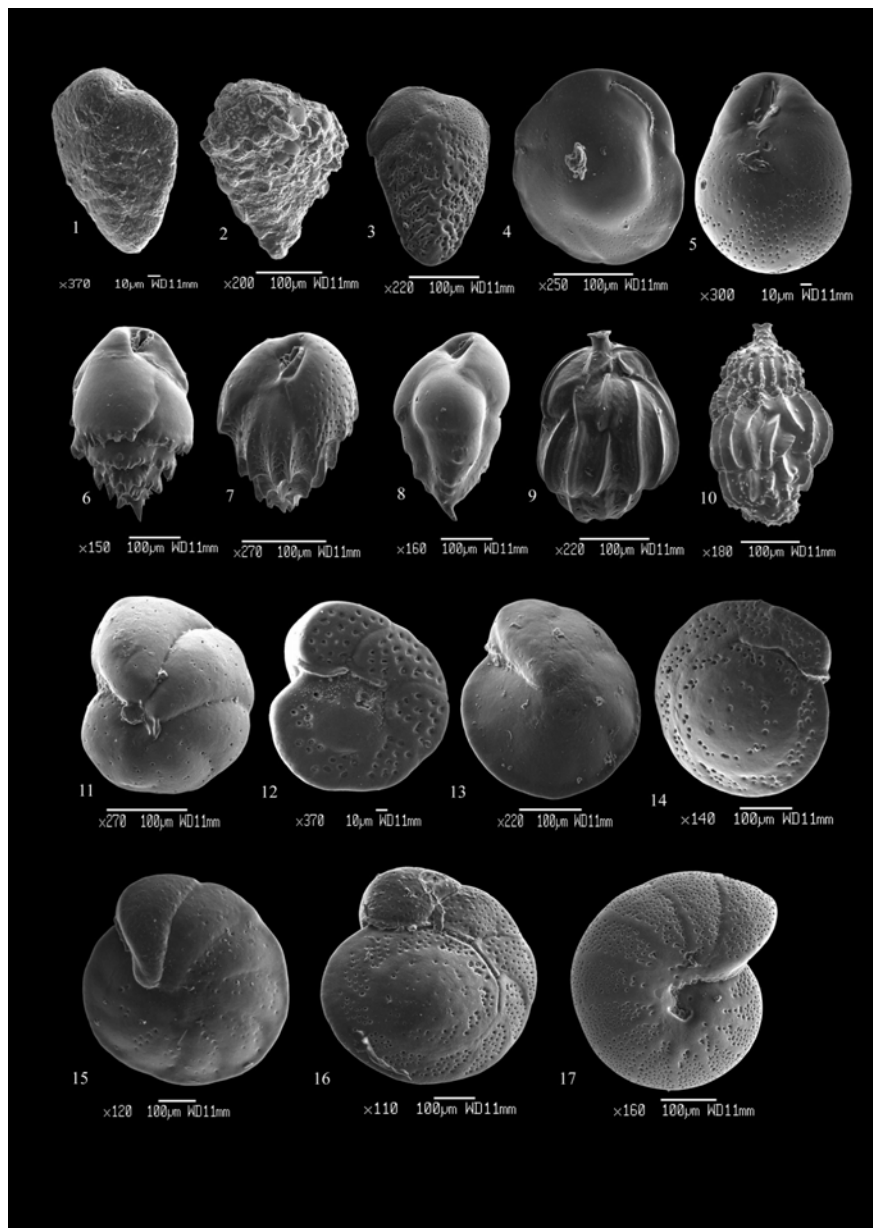 1
2
3
4
5
×370 10µm WD11mm
×200 100µm WD11mm
×220 100µm WD11mm
×250 100µm WD11mm
×300 10µm WD11mm
6
7
8
9
10
×150 100µm WD11mm
×270 100µm WD11mm
×160 100µm WD11mm
×220 100µm WD11mm
×180 100µm WD11mm
11
12
13
14
×270 100µm WD11mm
×370 10µm WD11mm
×220 100µm WD11mm
×140 100µm WD11mm
15
16
17
×120 100µm WD11mm
×110 100µm WD11mm
×160 100µm WD11mm